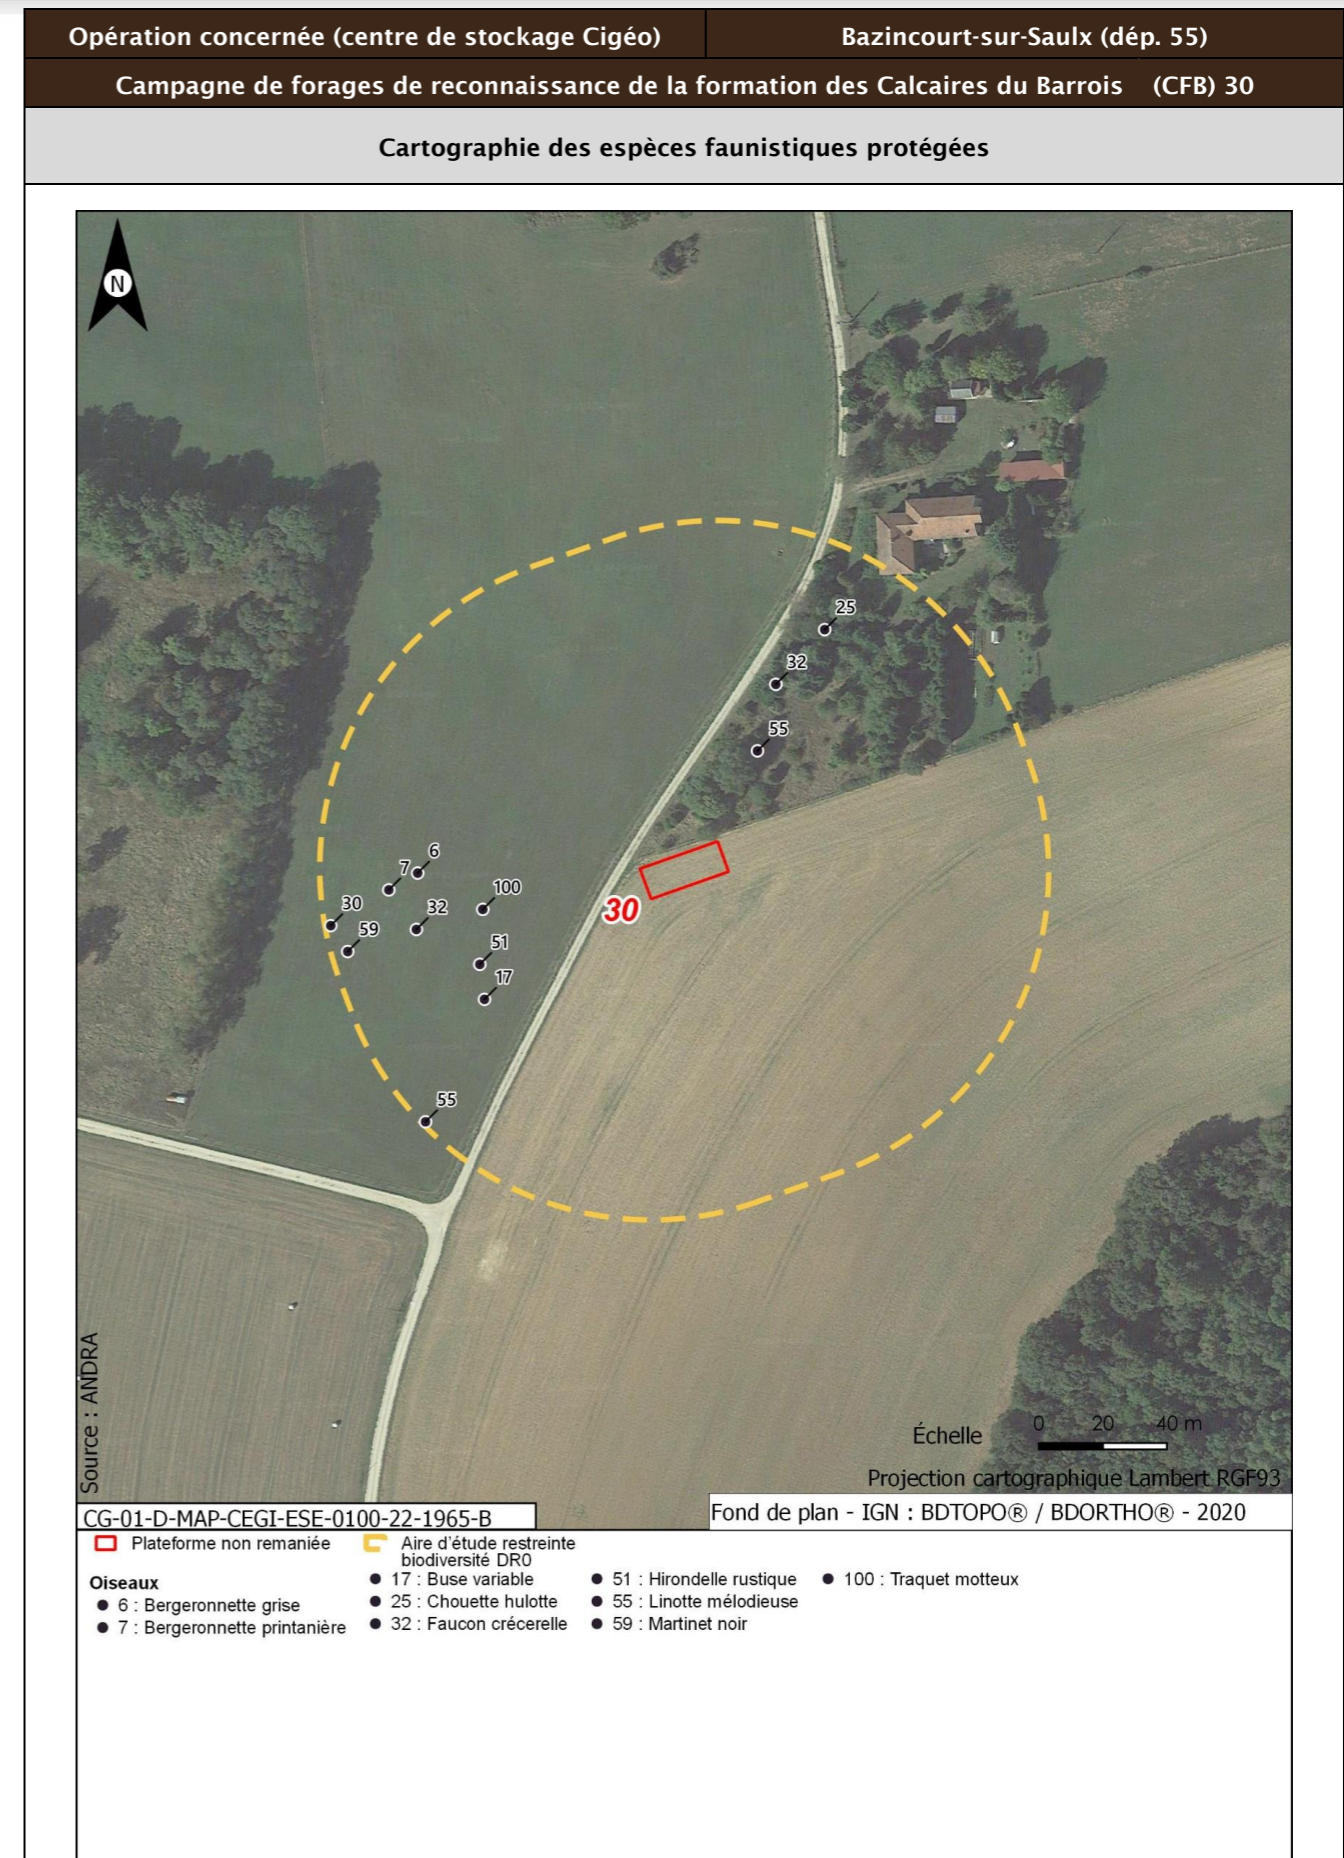 Opération concernée (centre de stockage Cigéo) Bazincourt-sur-Saulx (dép. 55)
Campagne de forages de reconnaissance de la formation des Calcaires du Barrois (CFB) 30
Cartographie des espèces faunistiques protégées
N
25
32
55
6
7
100
30
32
59
51
17
30
55
Source : ANDRA
Échelle 0 20 40 m
Projection cartographique Lambert RGF93
CG-01-D-MAP-CEGI-ESE-0100-22-1965-B
Fond de plan - IGN : BDTOPO® / BDORTHO® - 2020
Plateforme non remaniée
Aire d'étude restreinte
biodiversité DR0
Oiseaux
6 : Bergeronnette grise
7 : Bergeronnette printanière
17 : Buse variable
25 : Chouette hulotte
32 : Faucon crécerelle
51 : Hirondelle rustique
55 : Linotte mélodieuse
59 : Martinet noir
100 : Traquet motteux